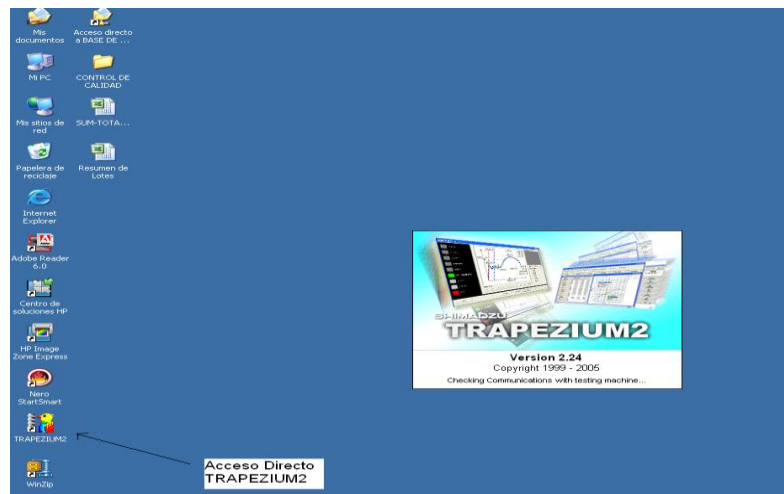 Mis
documentos
Acceso directo
a BASE DE ...
Mi PC
CONTROL DE
CALIDAD
Mis sitios de
red
SUM-TOTA...
Papelera de
reciclaje
Resumen de
Lotes
Internet
Explorer
Adobe Reader
6.0
Centro de
soluciones HP
HP Image
Zone Express
Nero
StartSmart
TRAPEZIUM2
WinZip
SHIMADZU
TRAPEZIUM2
Version 2.24
Copyright 1999 - 2005
Checking Communications with testing machine...
Acceso Directo
TRAPEZIUM2